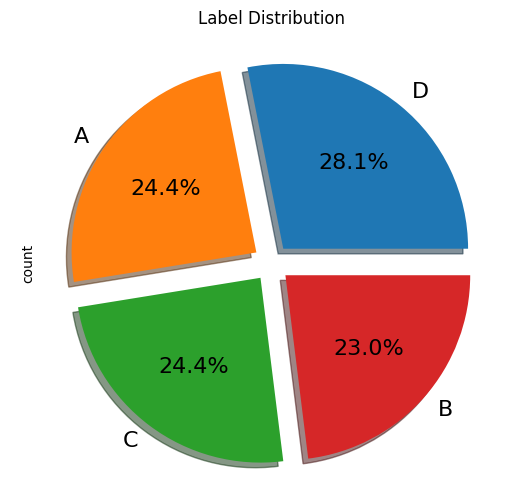 Label Distribution
D
A
28.1%
24.4%
count
23.0%
24.4%
B
C